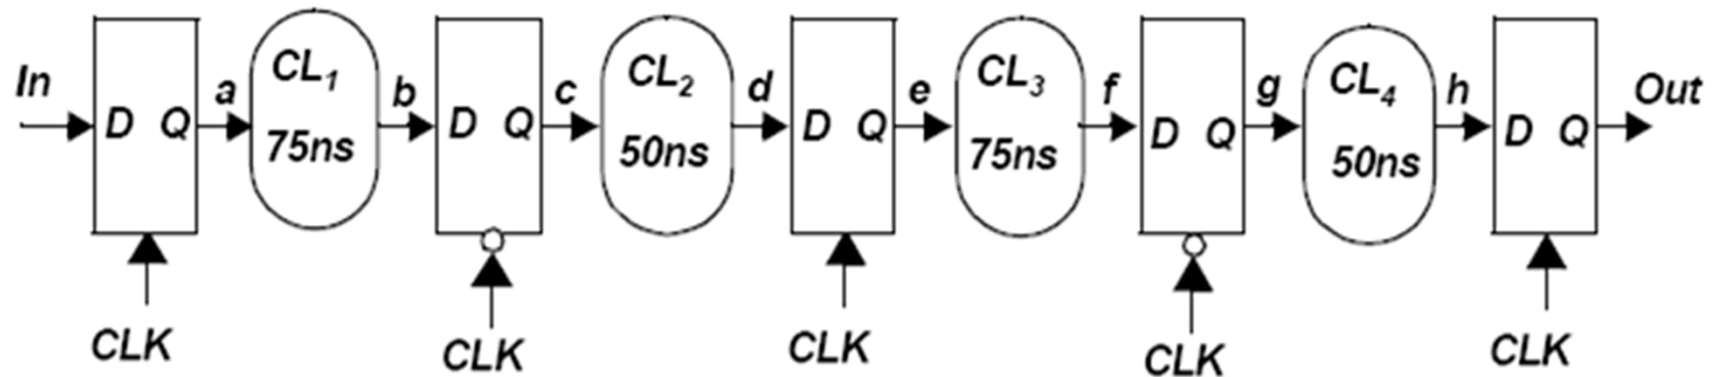 In
D Q
CLK
a
CL1
75ns
b
D Q
CLK
c
CL2
50ns
d
D Q
CLK
e
CL3
75ns
f
D Q
CLK
g
CL4
50ns
h
D Q
CLK
Out